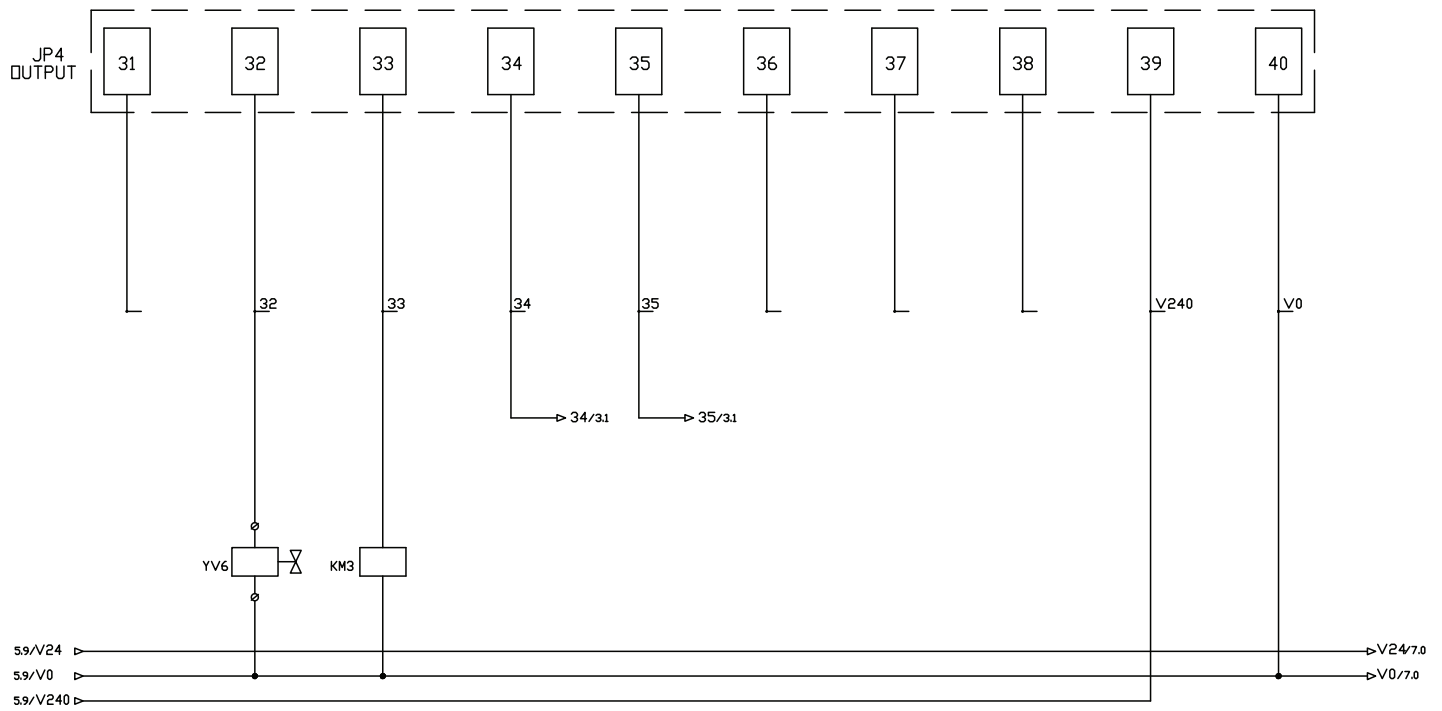 JP4
OUTPUT
31 32 33 34 35 36 37 38 39 40
32 33 34 35 V240 V0
34/3.1 35/3.1
YV6 KM3
5.9/V24 V24/7.0
5.9/V0 V0/7.0
5.9/V240